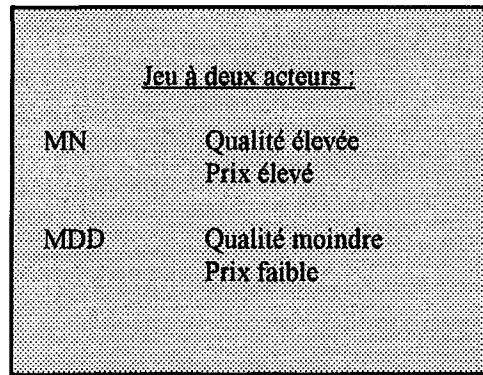 Jeu à deux acteurs :
MN Qualité élevée
Prix élevé
MDD Qualité moindre
Prix faible